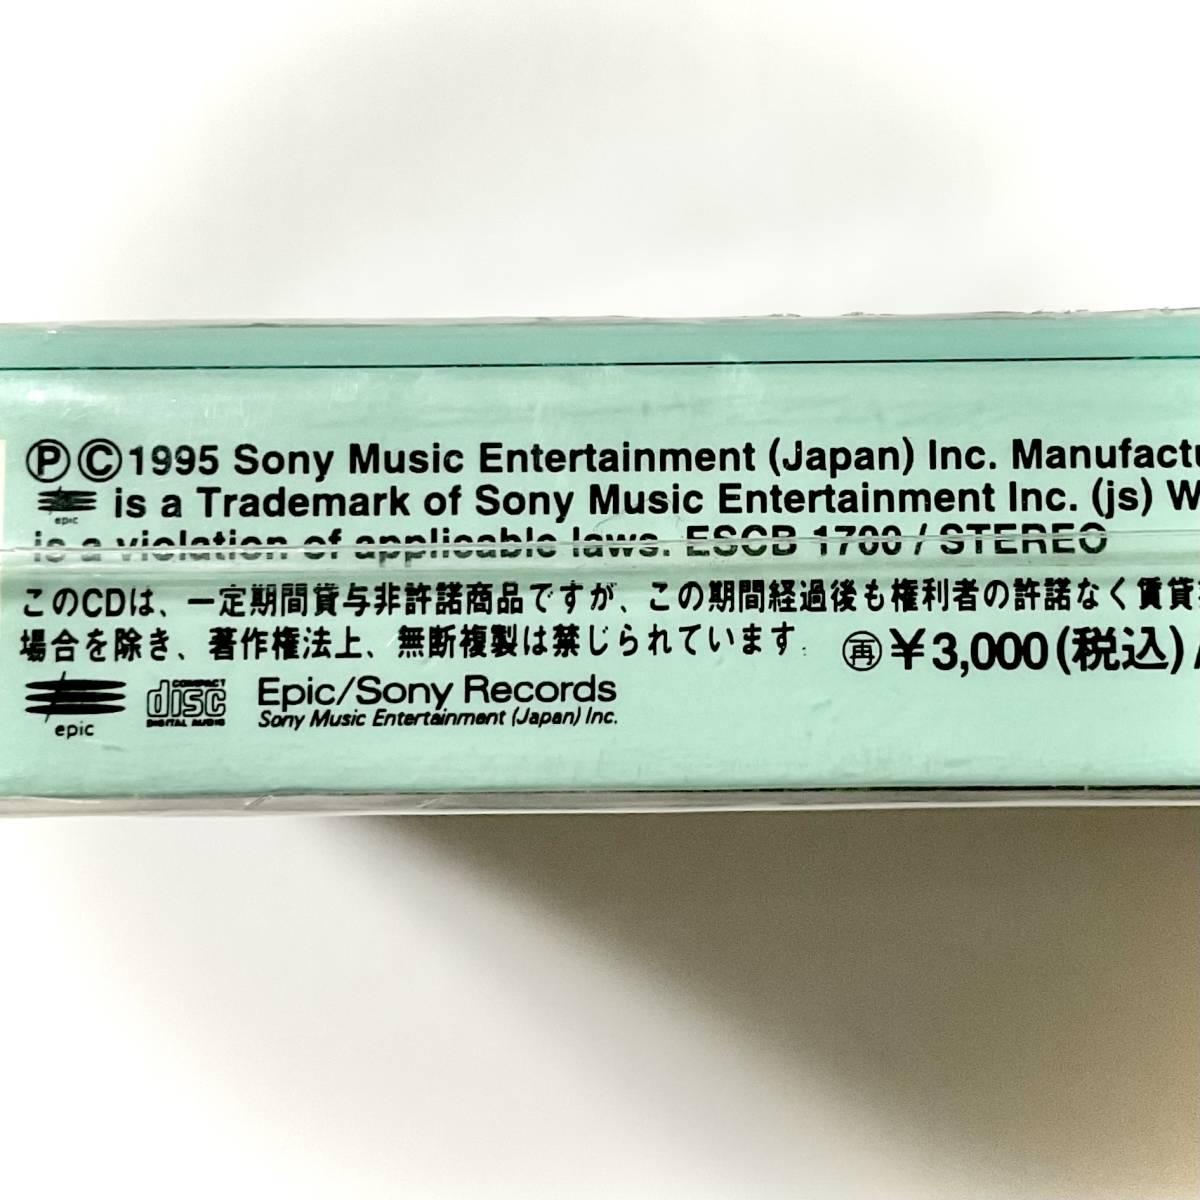 ⓅⒸ1995 Sony Music Entertainment (Japan) Inc. Manufactu
epic is a Trademark of Sony Music Entertainment Inc. (js) W
is a violation of applicable laws. ESCB 1700 / STEREO
このCDは、一定期間貸与非許諾商品ですが、この期間経過後も権利者の許諾なく賃貸
場合を除き、著作権法上、無断複製は禁じられています.
㊢¥3,000(税込)/
epic
COMPACT disc DIGITAL AUDIO
Epic/Sony Records
Sony Music Entertainment (Japan) Inc.